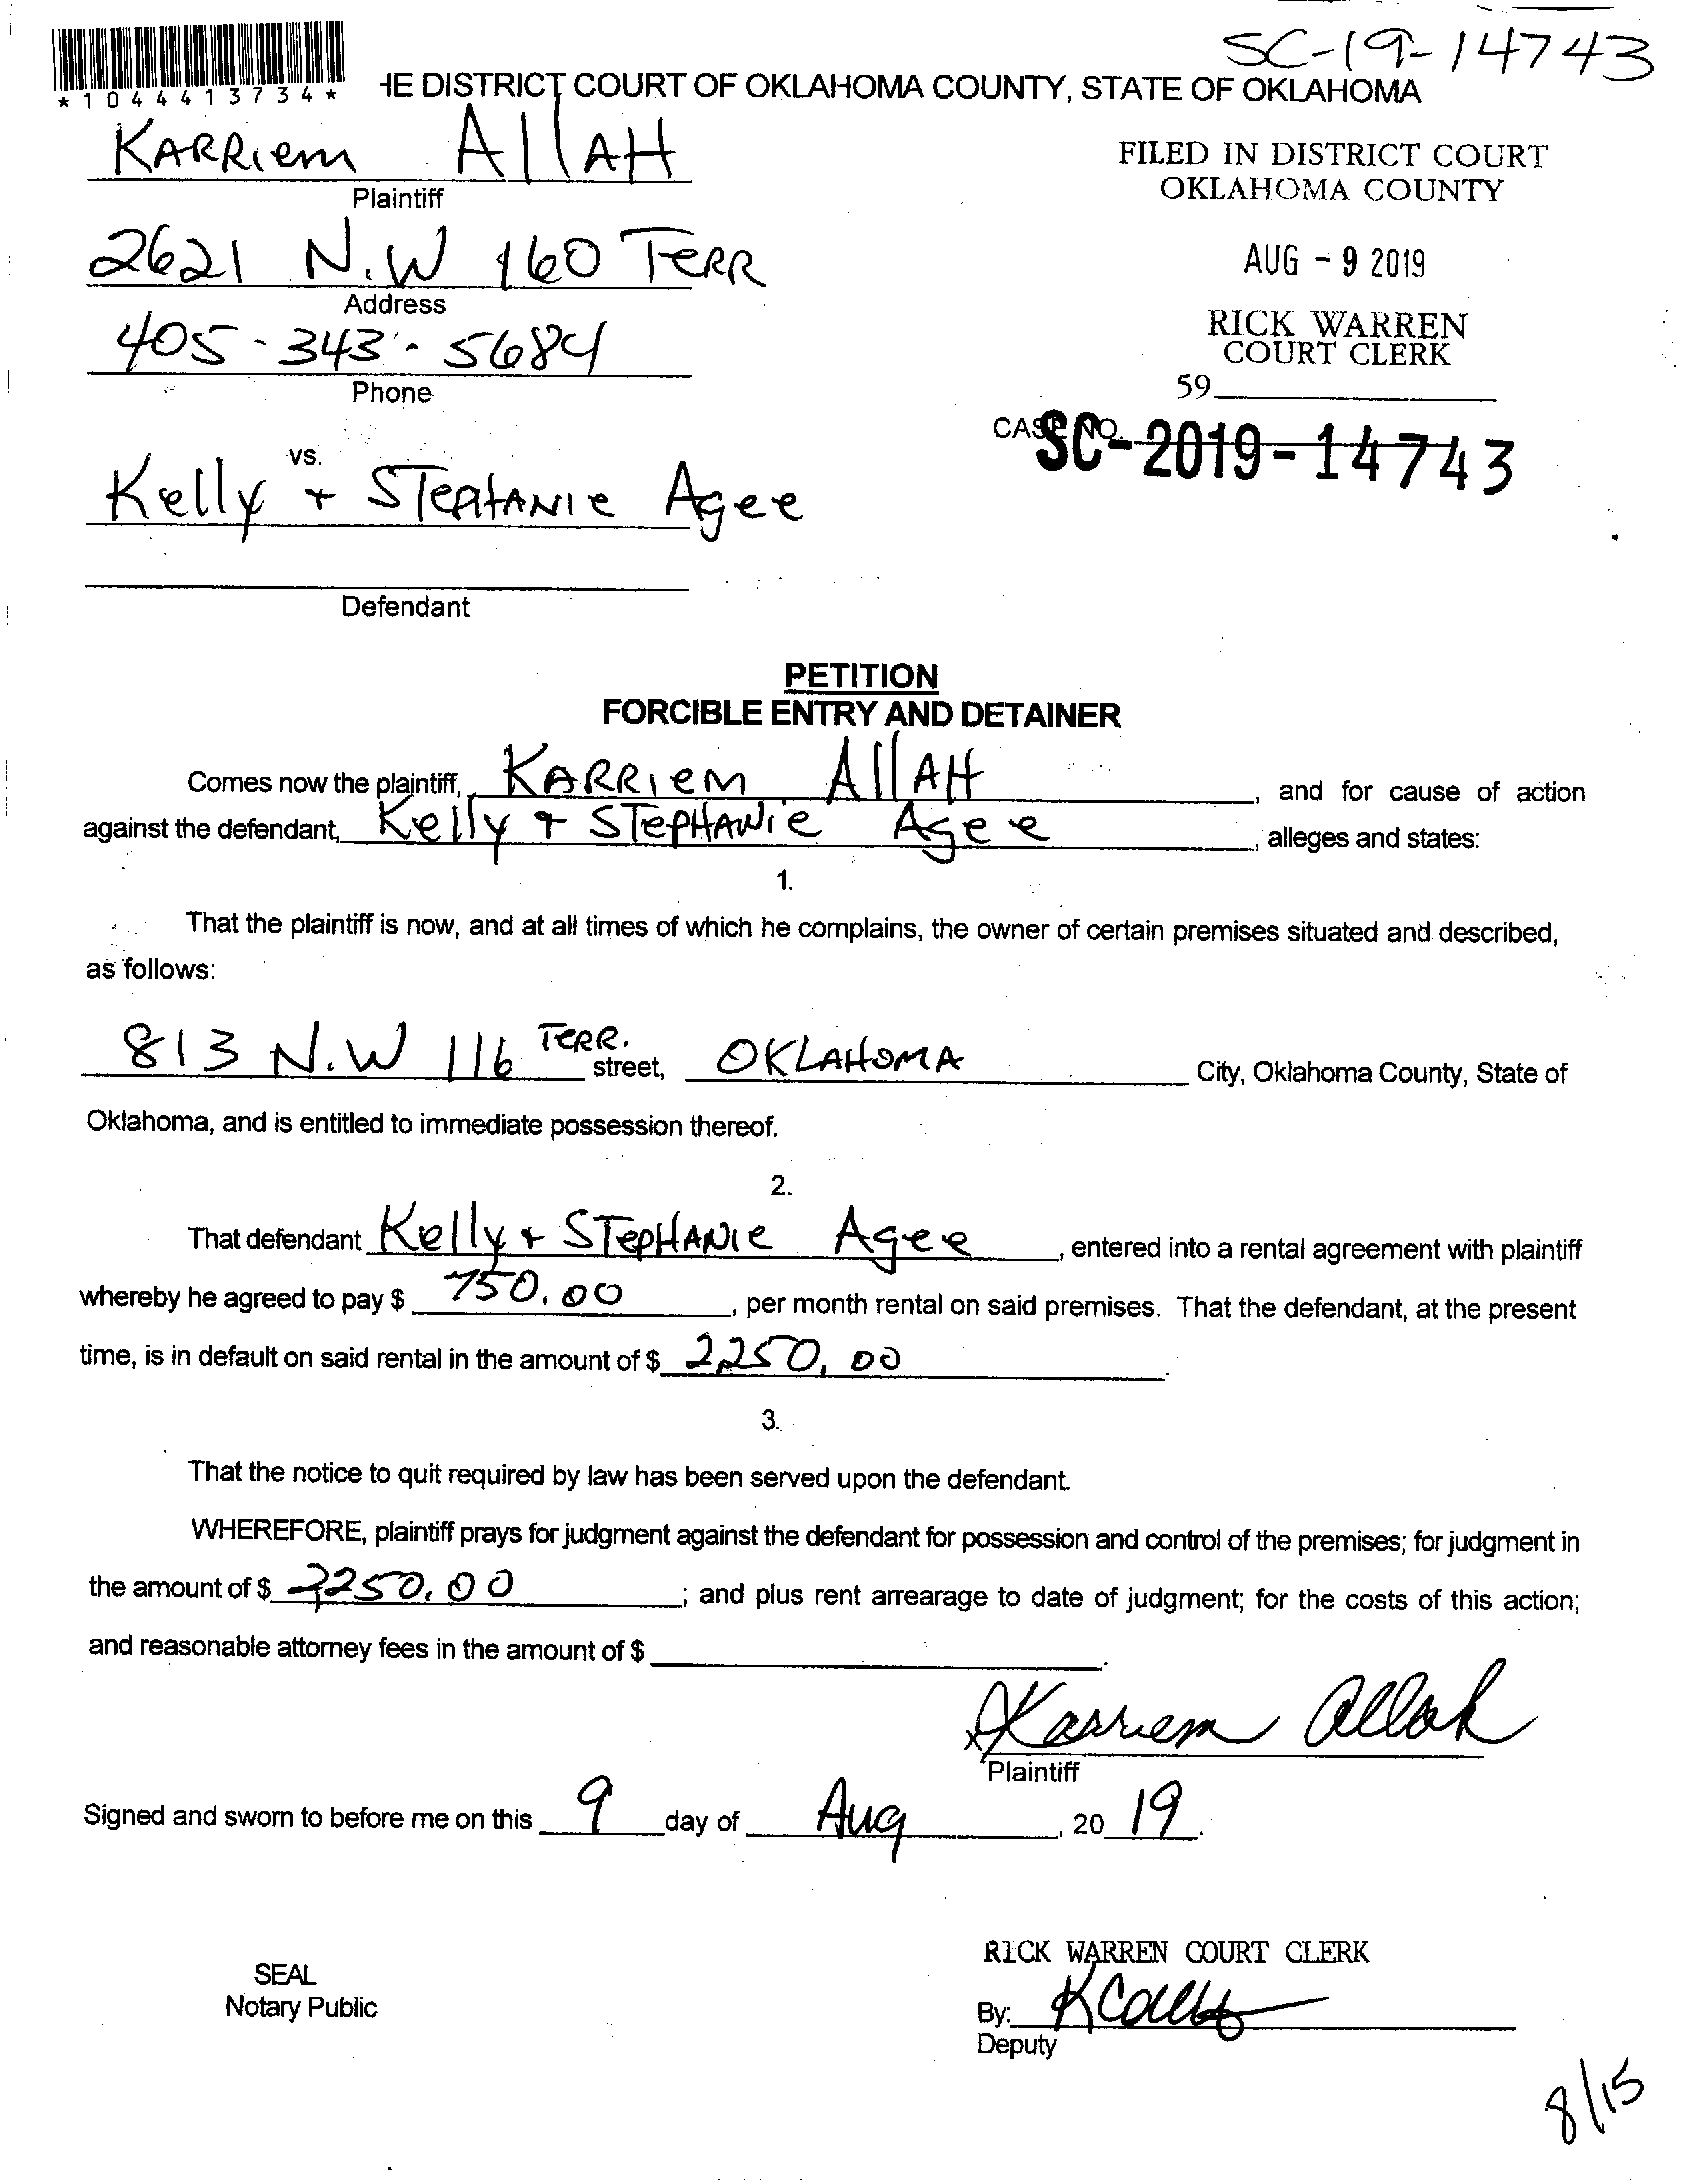 SC-19-14743
*1044413734*
HE DISTRICT COURT OF OKLAHOMA COUNTY, STATE OF OKLAHOMA
KARRiem AllAH
Plaintiff
FILED IN DISTRICT COURT
OKLAHOMA COUNTY
2621 N.W 160 TERR
Address
AUG - 9 2019
405-343-5684
Phone
RICK WARREN
COURT CLERK
59
CASE NO. SC-2019-14743
vs.
Kelly + STEPHANIE Agee
Defendant
PETITION
FORCIBLE ENTRY AND DETAINER
Comes now the plaintiff, KARRIEM AllAH, and for cause of action
against the defendant, Kelly + STEPHANIE Agee, alleges and states:
1.
That the plaintiff is now, and at all times of which he complains, the owner of certain premises situated and described,
as follows:
813 N.W 116 TERR. street, OKLAHOMA City, Oklahoma County, State of
Oklahoma, and is entitled to immediate possession thereof.
2.
That defendant Kelly + STEPHANIE Agee, entered into a rental agreement with plaintiff
whereby he agreed to pay $ 750.00, per month rental on said premises. That the defendant, at the present
time, is in default on said rental in the amount of $ 2250.00
3.
That the notice to quit required by law has been served upon the defendant.
WHEREFORE, plaintiff prays for judgment against the defendant for possession and control of the premises; for judgment in
the amount of $ 2250.00; and plus rent arrearage to date of judgment; for the costs of this action;
and reasonable attorney fees in the amount of $ .
x Karriem Allah
Plaintiff
Signed and sworn to before me on this 9 day of Aug, 20 19.
RICK WARREN COURT CLERK
SEAL
Notary Public
By:
Deputy
8/15